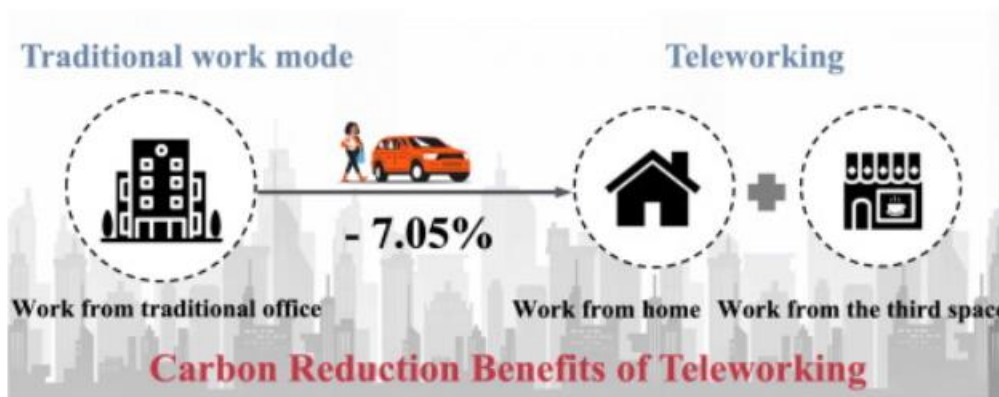 Traditional work mode
Teleworking
- 7.05%
Work from traditional office
Work from home
Work from the third space
Carbon Reduction Benefits of Teleworking